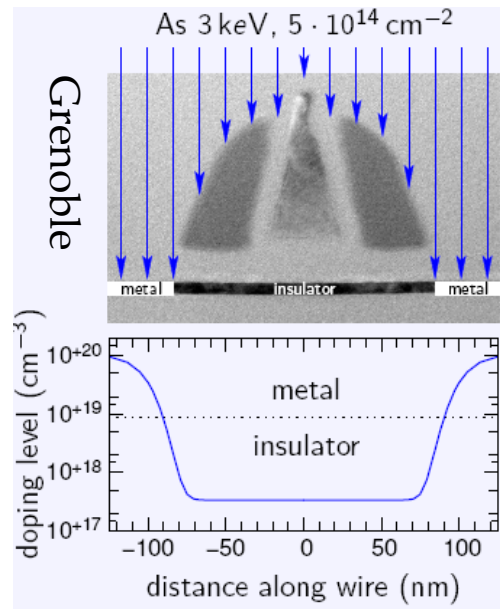 As 3 keV, 5 · 10¹⁴ cm⁻²
Grenoble
metal insulator metal
doping level (cm⁻³)
10⁺²⁰
10⁺¹⁹
10⁺¹⁸
10⁺¹⁷
metal
insulator
−100 −50 0 50 100
distance along wire (nm)